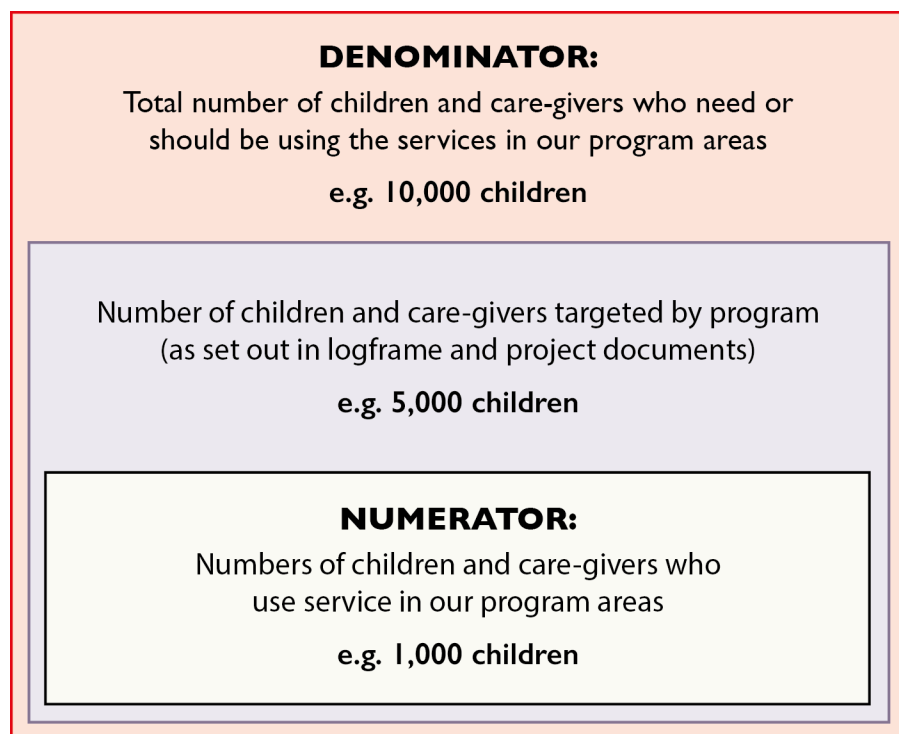 DENOMINATOR:
Total number of children and care-givers who need or
should be using the services in our program areas
e.g. 10,000 children
Number of children and care-givers targeted by program
(as set out in logframe and project documents)
e.g. 5,000 children
NUMERATOR:
Numbers of children and care-givers who
use service in our program areas
e.g. 1,000 children